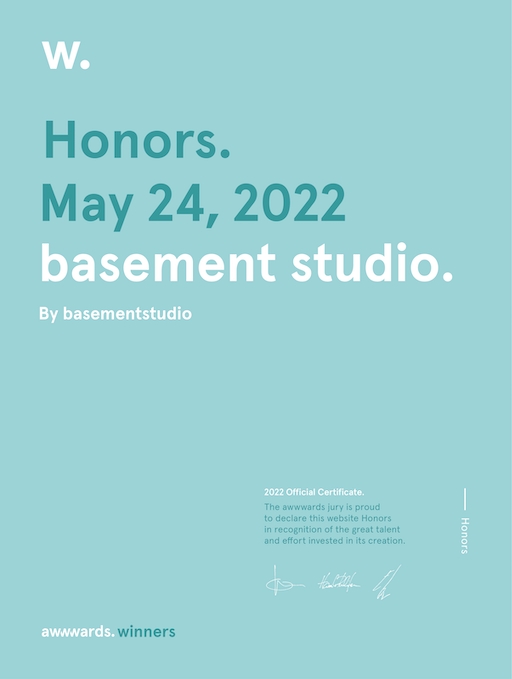 w.
Honors.
May 24, 2022
basement studio.
By basementstudio
2022 Official Certificate.
The awwwards jury is proud
to declare this website Honors
in recognition of the great talent
and effort invested in its creation.
Honors
awwwards. winners